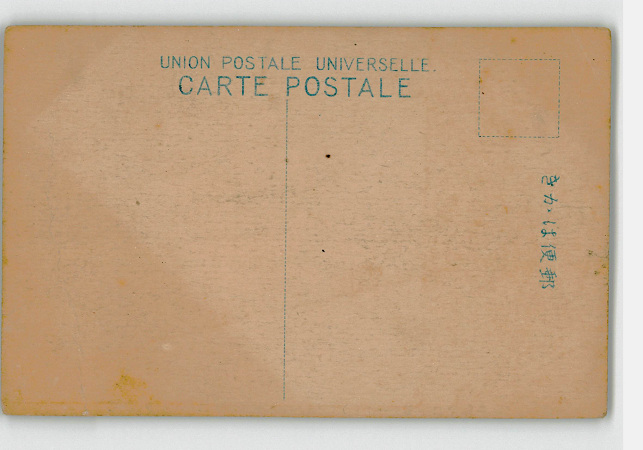 UNION POSTALE UNIVERSELLE.
CARTE POSTALE
きかは便郵